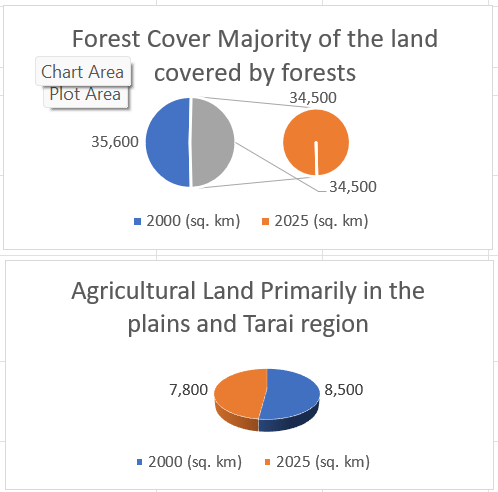 Forest Cover Majority of the land
covered by forests
Chart Area
Plot Area
34,500
35,600
34,500
2000 (sq. km) 2025 (sq. km)
Agricultural Land Primarily in the
plains and Tarai region
7,800 8,500
2000 (sq. km) 2025 (sq. km)